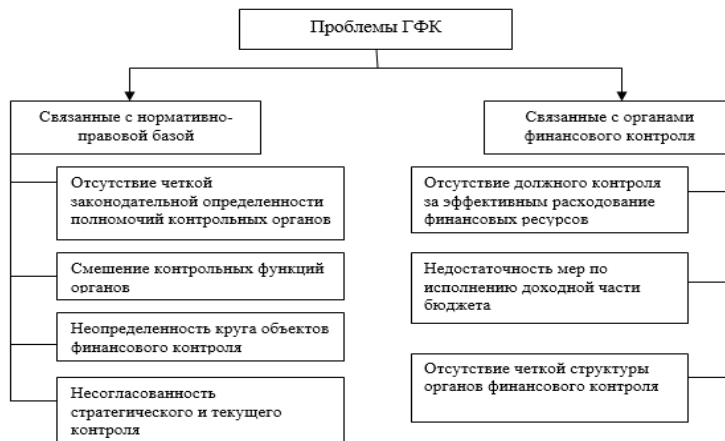 Проблемы ГФК
Связанные с нормативно-
правовой базой
Отсутствие четкой
законодательной определенности
полномочий контрольных органов
Смешение контрольных функций
органов
Неопределенность круга объектов
финансового контроля
Несогласованность
стратегического и текущего
контроля
Связанные с органами
финансового контроля
Отсутствие должного контроля
за эффективным расходование
финансовых ресурсов
Недостаточность мер по
исполнению доходной части
бюджета
Отсутствие четкой структуры
органов финансового контроля